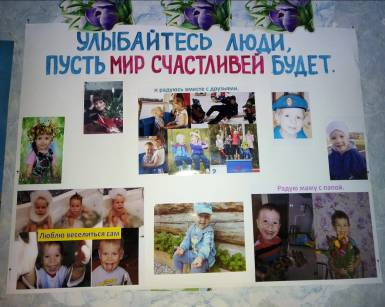 УЛЫБАЙТЕСЬ ЛЮДИ,
ПУСТЬ МИР СЧАСТЛИВЕЙ БУДЕТ.
и радуюсь вместе с друзьями.
?
Радую маму с папой.
Люблю веселиться сам